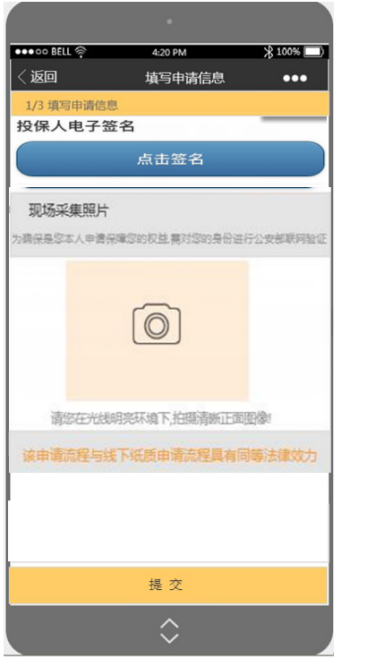 ●●●○○ BELL 4:20 PM 100%
返回 填写申请信息 •••
1/3 填写申请信息
投保人电子签名
点击签名
现场采集照片
为确保是您本人申请保障您的权益,需对您的身份进行公安部联网验证
请您在光线明亮环境下,拍摄清晰正面图像!
该申请流程与线下纸质申请流程具有同等法律效力
提 交